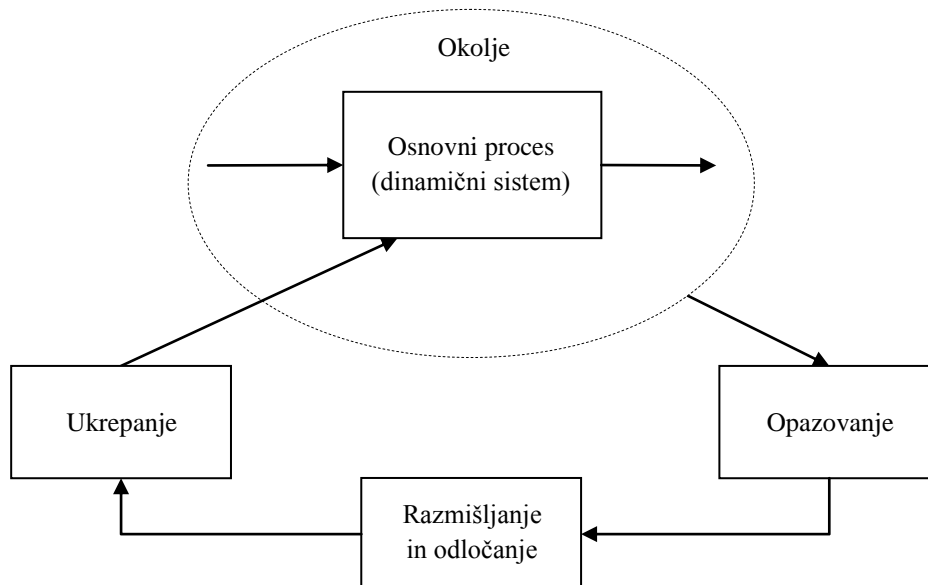 Okolje
Osnovni proces
(dinamični sistem)
Ukrepanje
Opazovanje
Razmišljanje
in odločanje